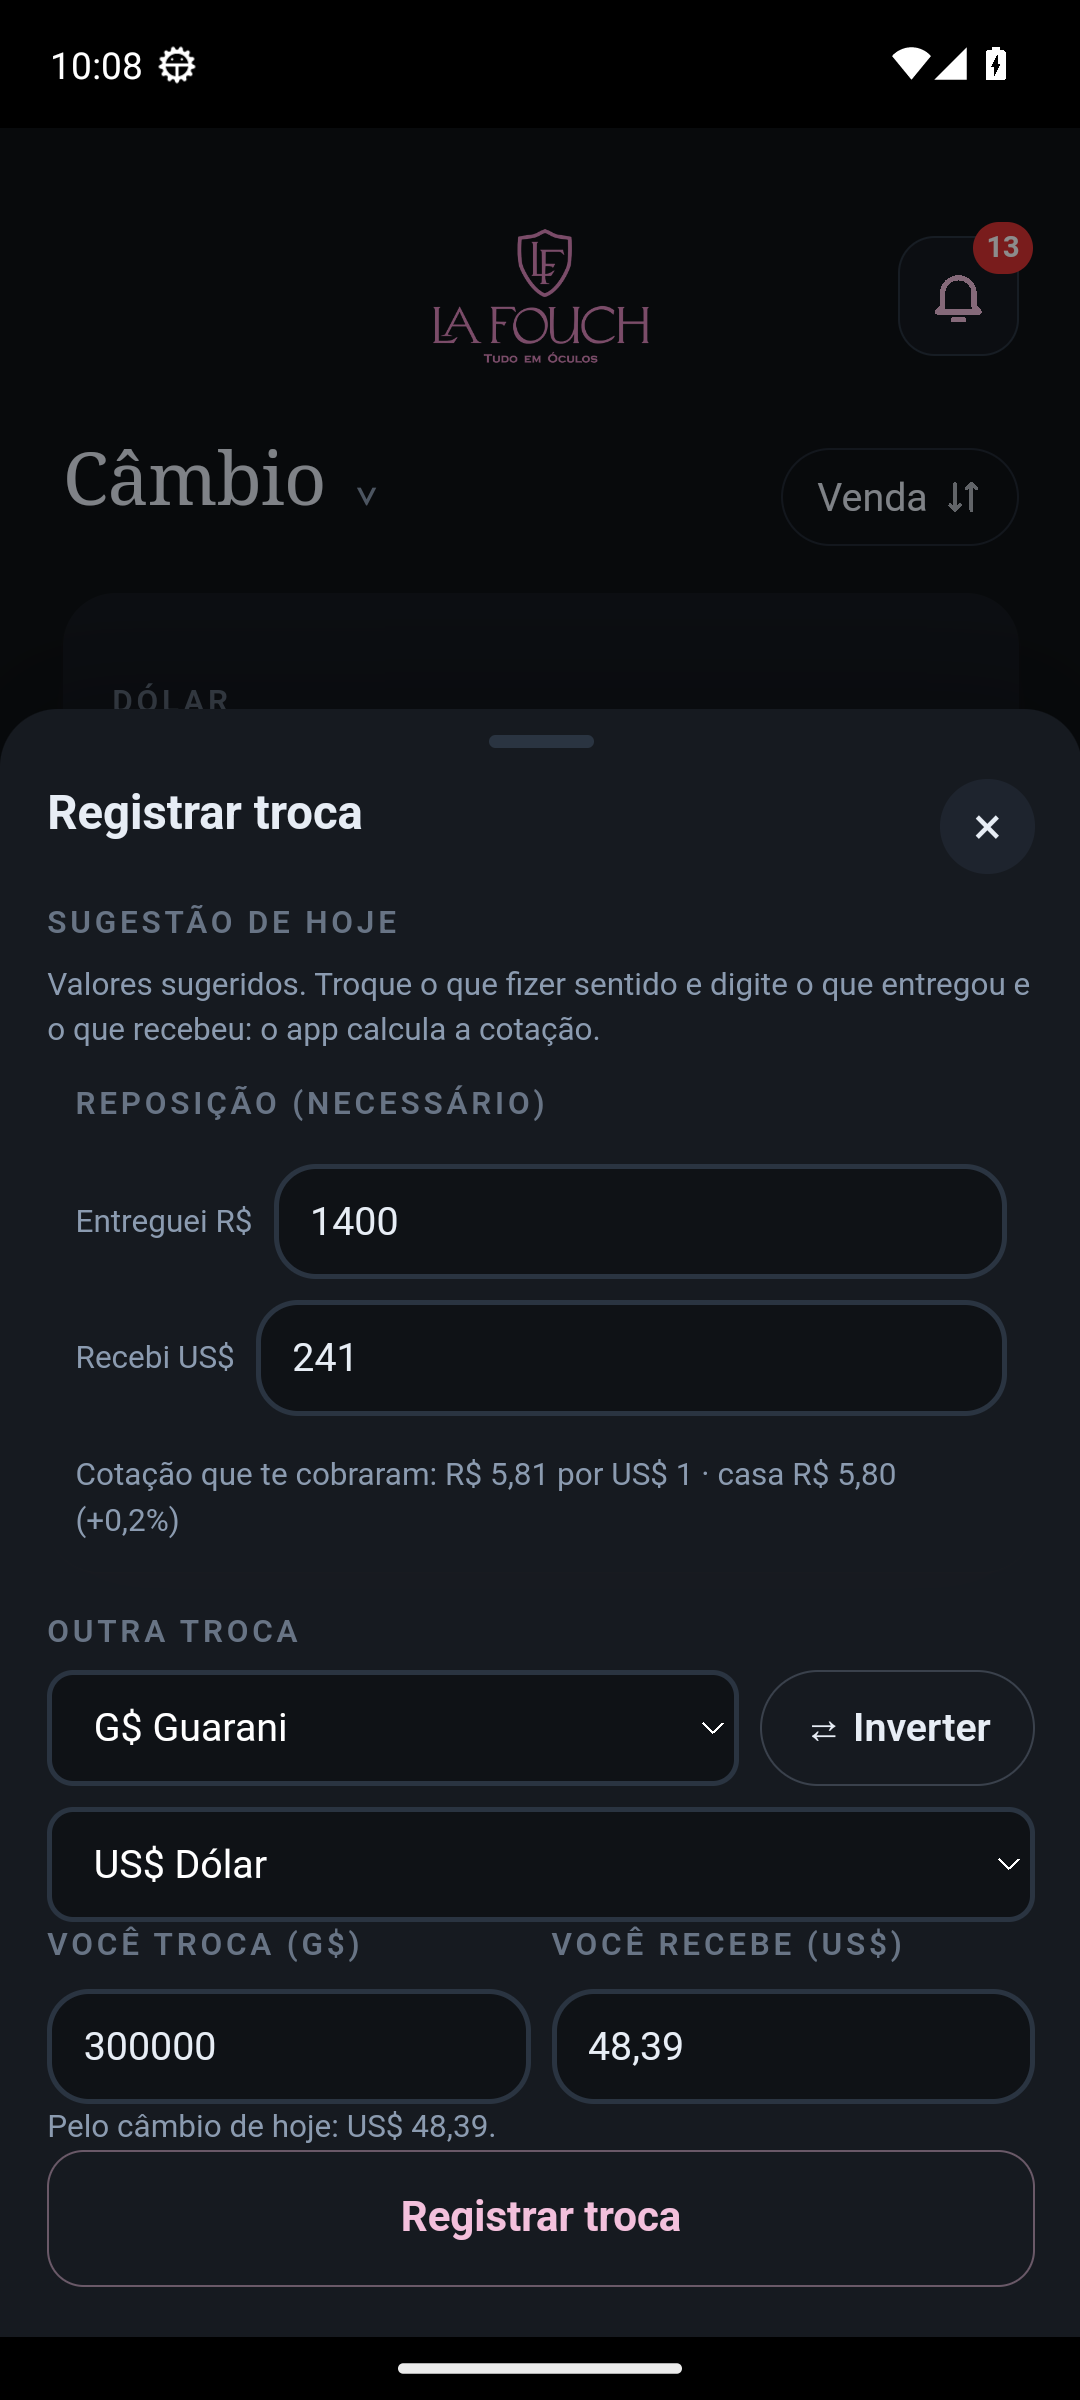 10:08
13
LF
LA FOUCH
TUDO EM ÓCULOS
Câmbio
Venda
DÓLAR
Registrar troca
SUGESTÃO DE HOJE
Valores sugeridos. Troque o que fizer sentido e digite o que entregou e
o que recebeu: o app calcula a cotação.
REPOSIÇÃO (NECESSÁRIO)
Entreguei R$ 1400
Recebi US$ 241
Cotação que te cobraram: R$ 5,81 por US$ 1 · casa R$ 5,80
(+0,2%)
OUTRA TROCA
G$ Guarani
⇄ Inverter
US$ Dólar
VOCÊ TROCA (G$) VOCÊ RECEBE (US$)
300000 48,39
Pelo câmbio de hoje: US$ 48,39.
Registrar troca